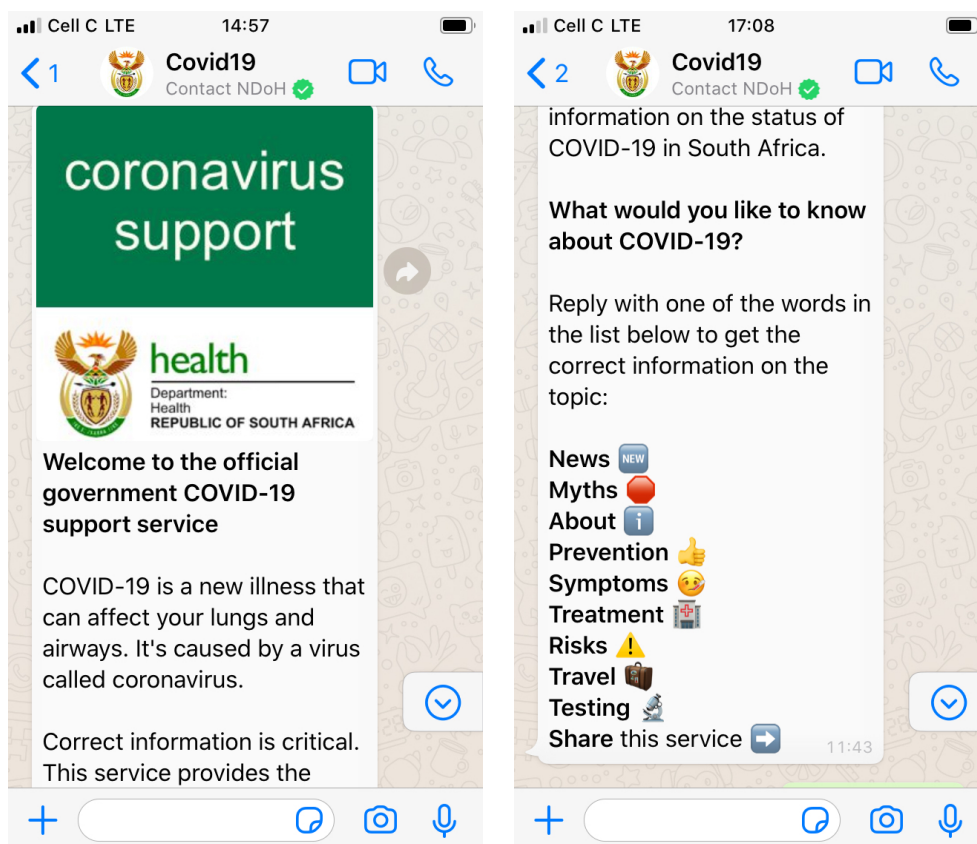 Cell C LTE 14:57
1 Covid19
Contact NDoH
coronavirus
support
health
Department:
Health
REPUBLIC OF SOUTH AFRICA
Welcome to the official
government COVID-19
support service
COVID-19 is a new illness that
can affect your lungs and
airways. It's caused by a virus
called coronavirus.
Correct information is critical.
This service provides the
Cell C LTE 17:08
2 Covid19
Contact NDoH
information on the status of
COVID-19 in South Africa.
What would you like to know
about COVID-19?
Reply with one of the words in
the list below to get the
correct information on the
topic:
News NEW
Myths
About i
Prevention
Symptoms
Treatment
Risks
Travel
Testing
Share this service
11:43